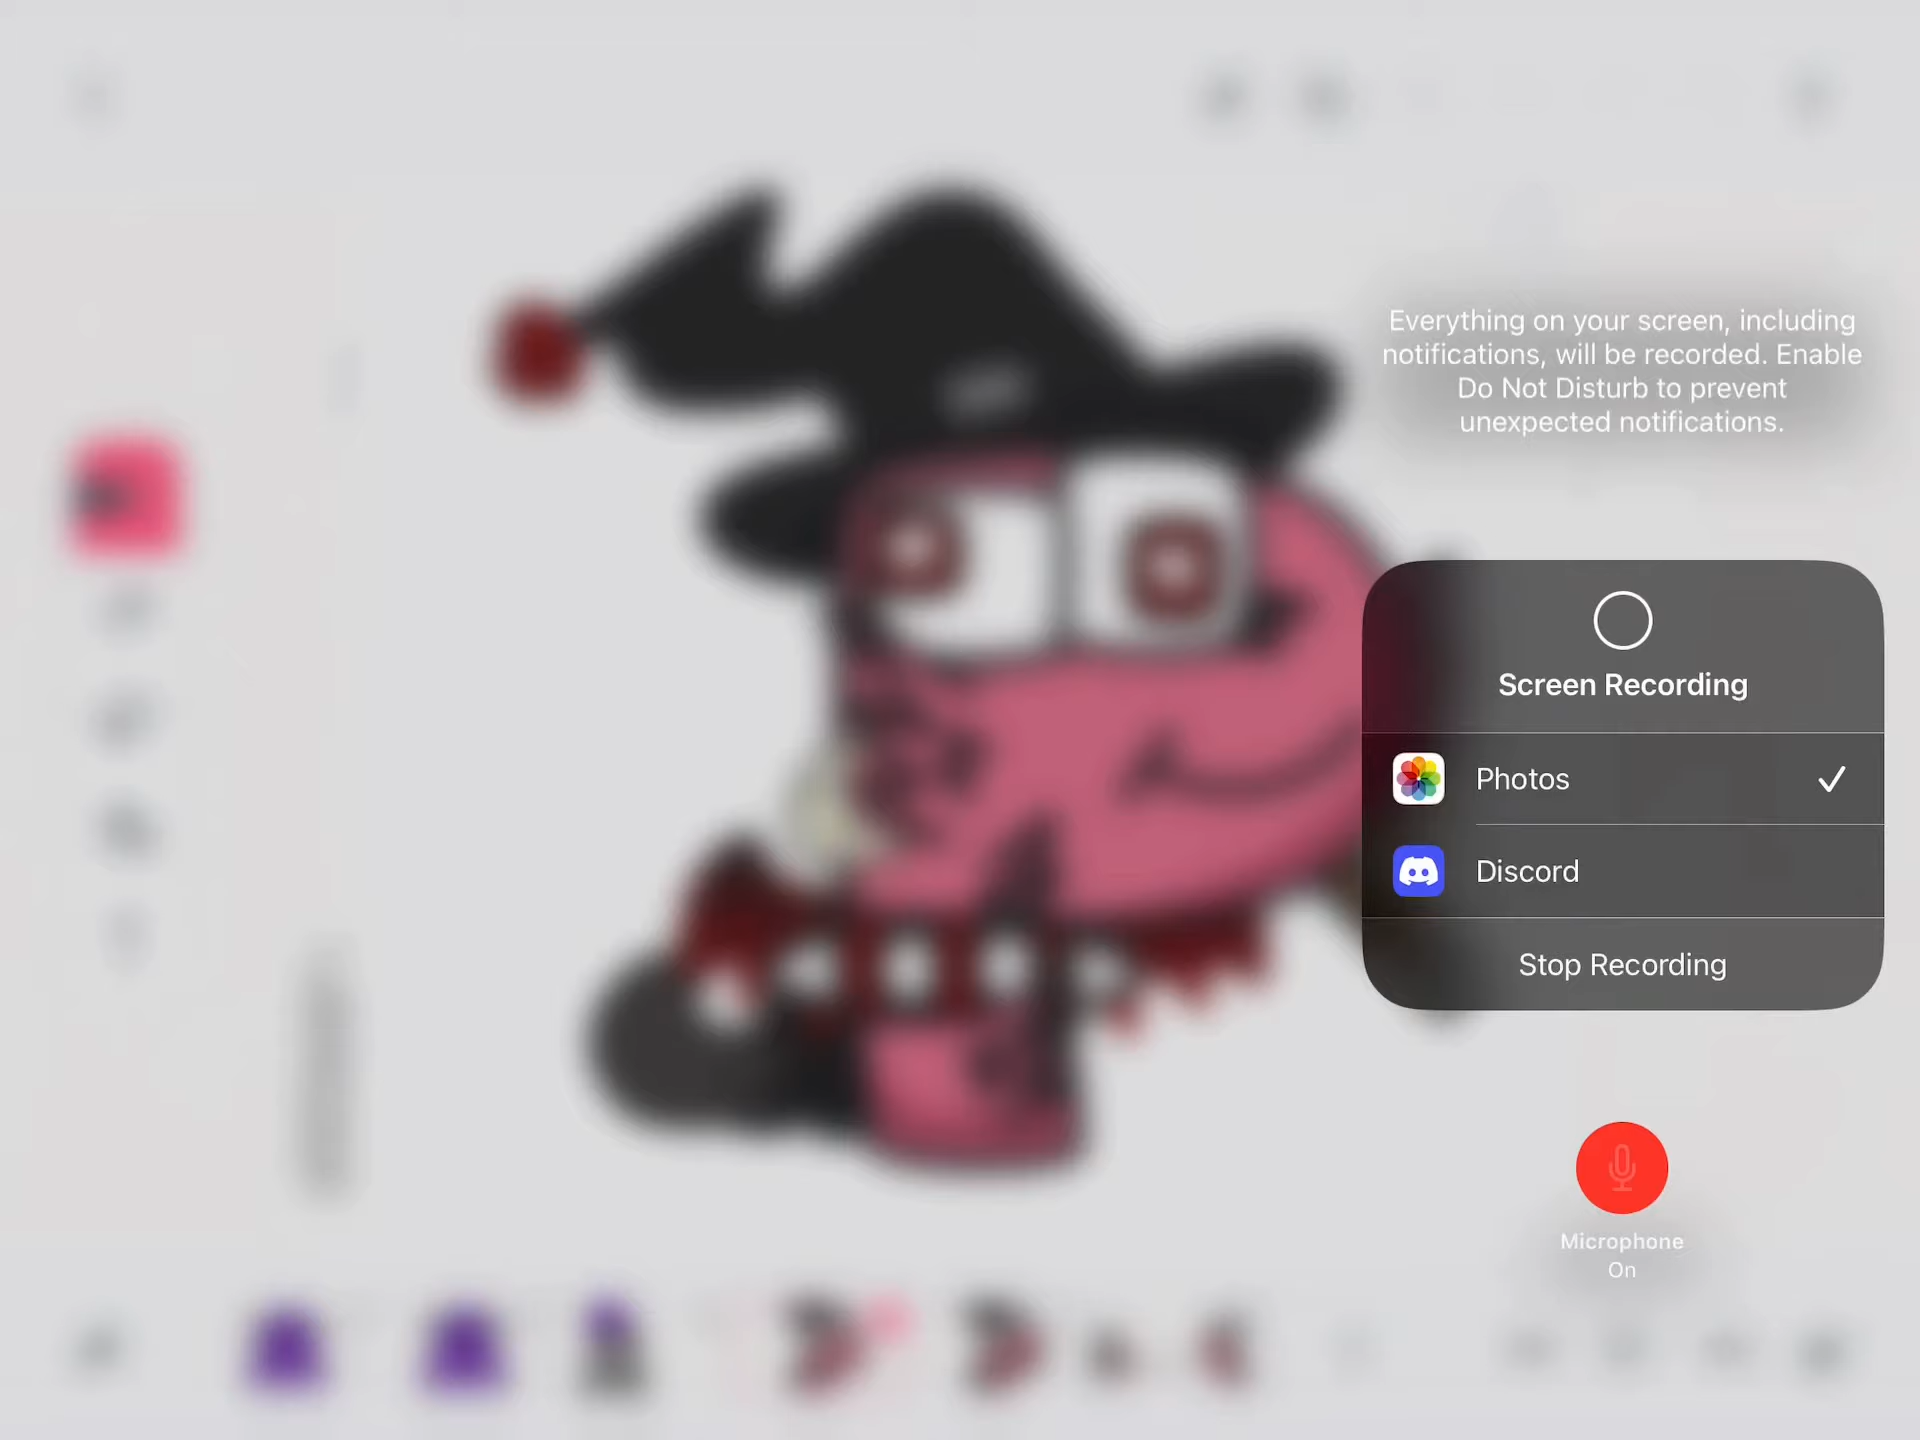 Everything on your screen, including
notifications, will be recorded. Enable
Do Not Disturb to prevent
unexpected notifications.
Screen Recording
Photos
Discord
Stop Recording
Microphone
On